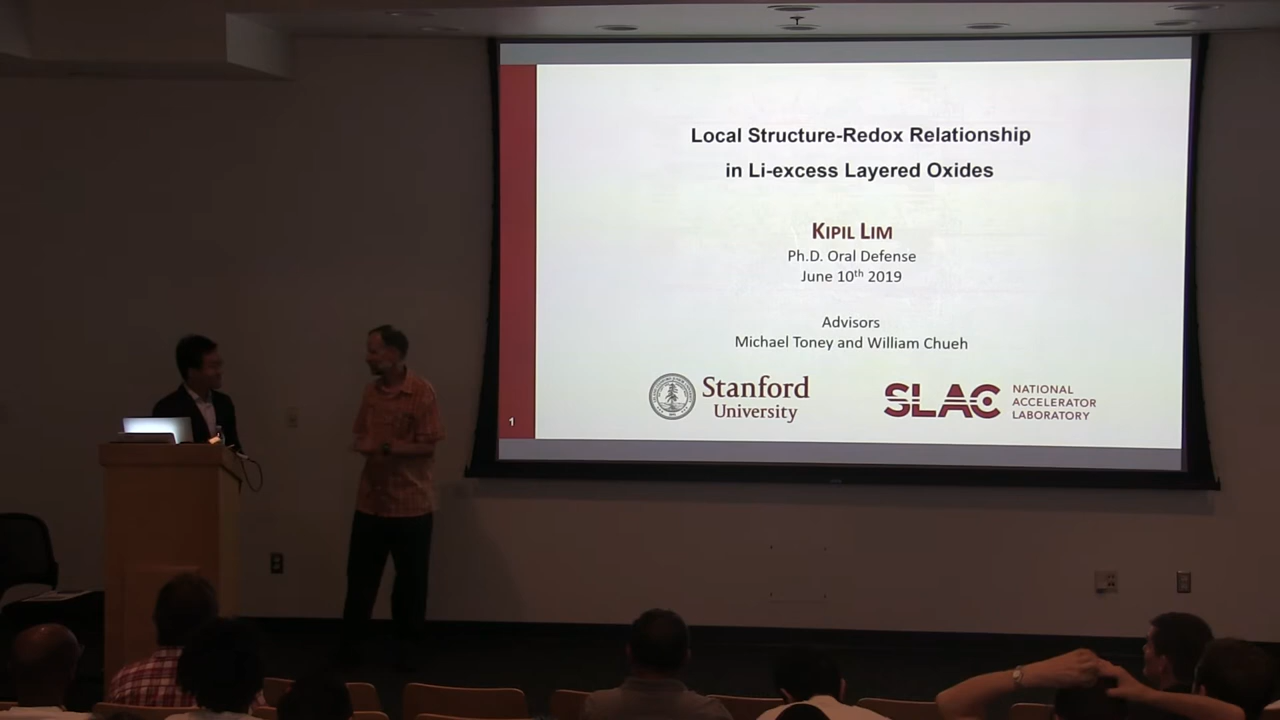 Local Structure-Redox Relationship
in Li-excess Layered Oxides
KIPIL LIM
Ph.D. Oral Defense
June 10th 2019
Advisors
Michael Toney and William Chueh
Stanford
University
SLAC
NATIONAL
ACCELERATOR
LABORATORY
1